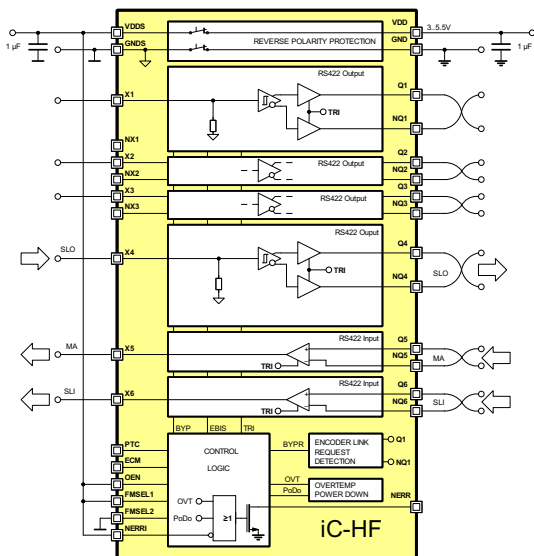 VDDS VDD 3...5.5V
1 µF GNDS REVERSE POLARITY PROTECTION GND 1 µF
RS422 Output
X1 Q1
TRI
NQ1
NX1
X2 RS422 Output Q2
NX2 NQ2
X3 RS422 Output Q3
NX3 NQ3
RS422 Ouput
SLO X4 Q4
TRI
NQ4 SLO
RS422 Input Q5
MA X5 + NQ5
TRI − MA
RS422 Input Q6
SLI X6 + NQ6
TRI − SLI
BYP EBIS TRI
PTC CONTROL BYPR ENCODER LINK Q1
ECM LOGIC REQUEST
DETECTION NQ1
OEN OVT OVERTEMP
FMSEL1 OVT PoDo POWER DOWN NERR
FMSEL2 PoDo ≥1
NERRI iC-HF